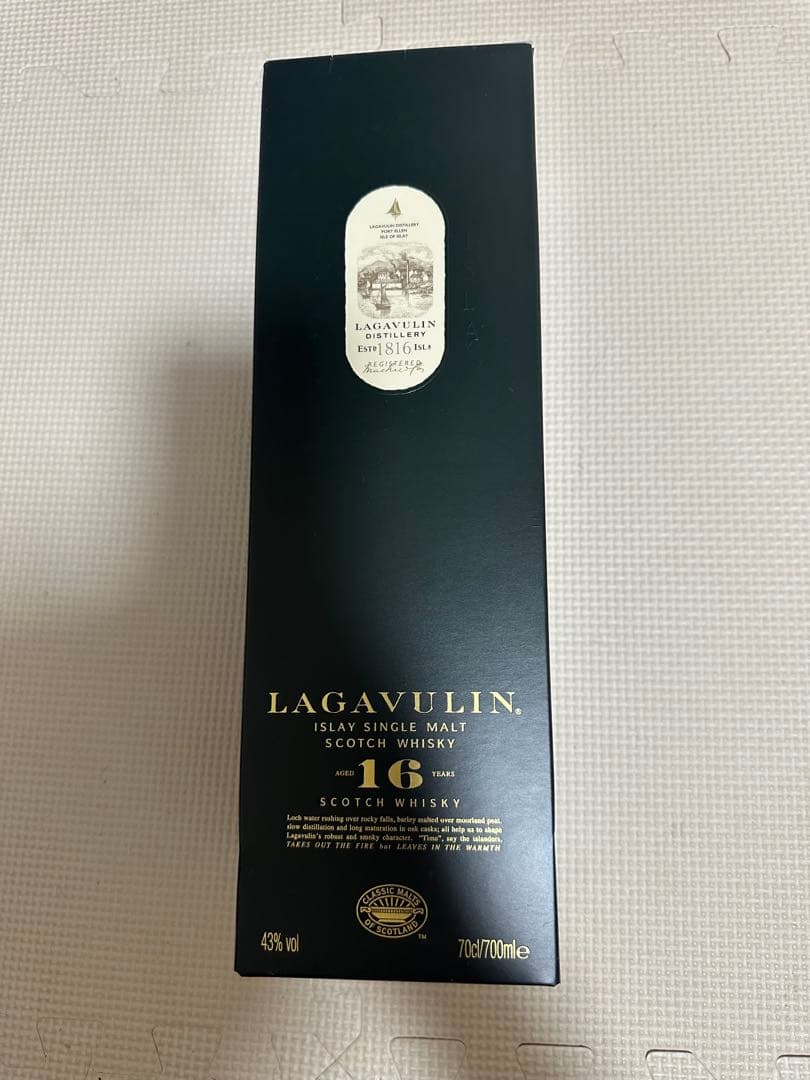 LAGAVULIN DISTILLERY
PORT ELLEN
ISLE OF ISLAY
LAGAVULIN
DISTILLERY
ESTD 1816 ISLA
REGISTERED
LAGAVULIN®
ISLAY SINGLE MALT
SCOTCH WHISKY
AGED 16 YEARS
SCOTCH WHISKY
Loch water rushing over rocky falls, barley malted over moorland peat,
slow distillation and long maturation in oak casks; all help us to shape
Lagavulin's robust and smoky character. "Time", say the islanders,
TAKES OUT THE FIRE but LEAVES IN THE WARMTH
CLASSIC MALTS
OF SCOTLAND
TM
43% vol
70cl/700ml℮